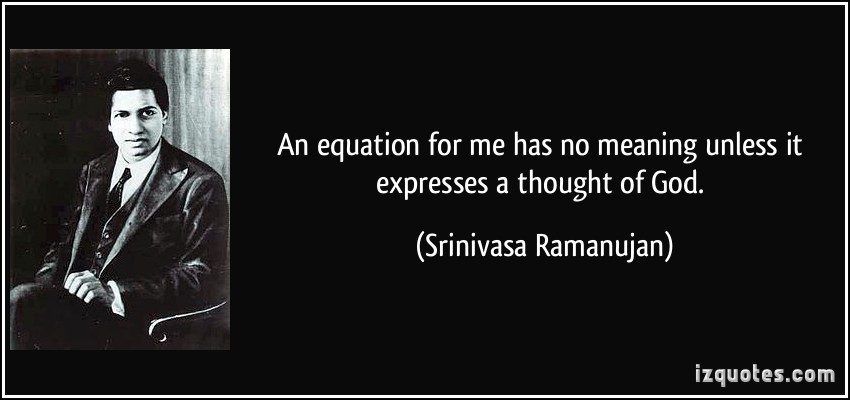 An equation for me has no meaning unless it
expresses a thought of God.
(Srinivasa Ramanujan)
izquotes.com